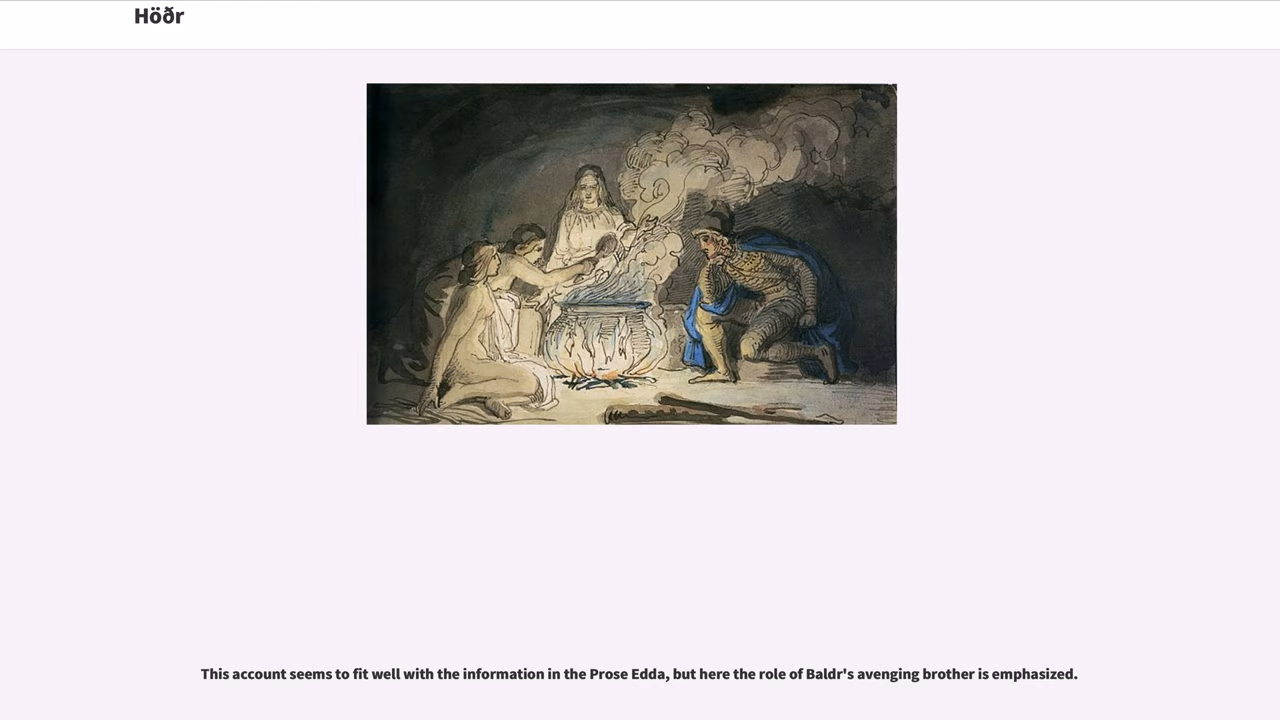 Höðr
This account seems to fit well with the information in the Prose Edda, but here the role of Baldr's avenging brother is emphasized.